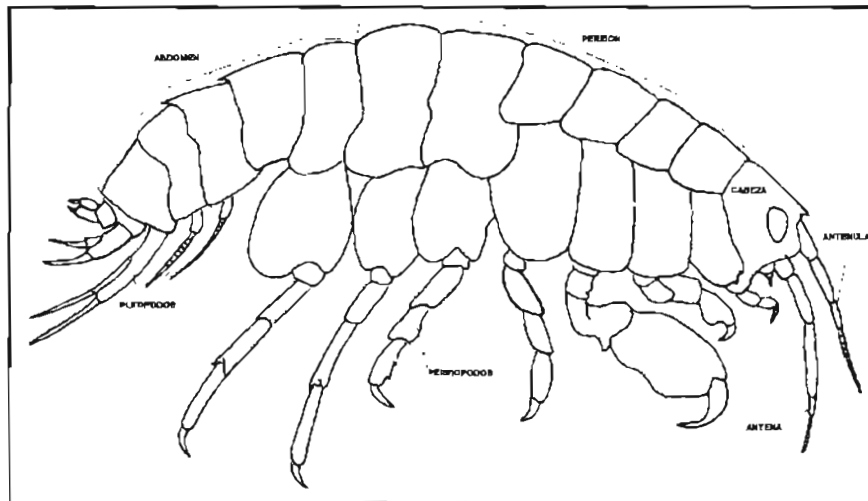 ABDOMEN
PEREION
CABEZA
ANTENULA
PLEOPODOS
PEREIOPODOS
ANTENA